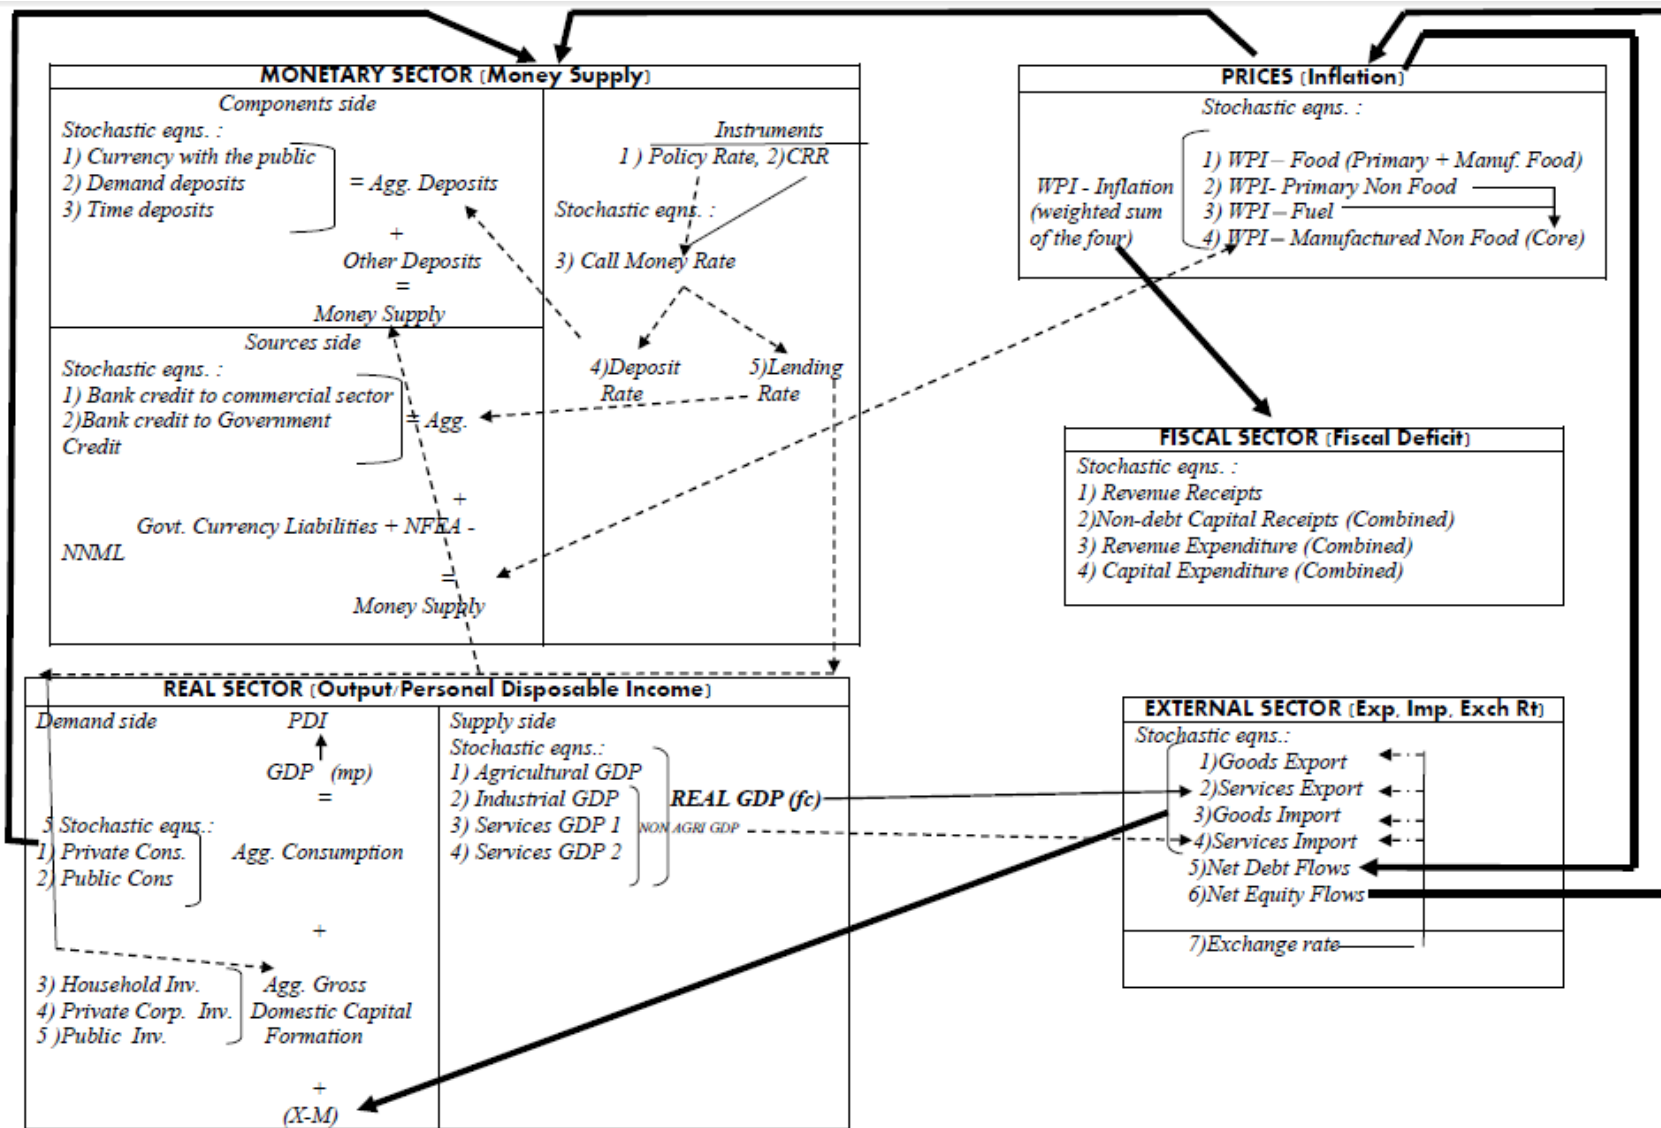 MONETARY SECTOR (Money Supply)
Components side
Stochastic eqns. :
1) Currency with the public
2) Demand deposits
3) Time deposits
= Agg. Deposits
+
Other Deposits
=
Money Supply
Instruments
1 ) Policy Rate, 2)CRR
Stochastic eqns. :
3) Call Money Rate
4)Deposit
Rate
5)Lending
Rate
Sources side
Stochastic eqns. :
1) Bank credit to commercial sector
2)Bank credit to Government
Credit
= Agg.
+
Govt. Currency Liabilities + NFEA -
NNML
=
Money Supply
PRICES (Inflation)
Stochastic eqns. :
WPI - Inflation
(weighted sum
of the four)
1) WPI – Food (Primary + Manuf. Food)
2) WPI- Primary Non Food
3) WPI – Fuel
4) WPI – Manufactured Non Food (Core)
FISCAL SECTOR (Fiscal Deficit)
Stochastic eqns. :
1) Revenue Receipts
2)Non-debt Capital Receipts (Combined)
3) Revenue Expenditure (Combined)
4) Capital Expenditure (Combined)
REAL SECTOR (Output/Personal Disposable Income)
Demand side
PDI
GDP (mp)
=
5 Stochastic eqns.:
1) Private Cons.
2) Public Cons
Agg. Consumption
+
3) Household Inv.
4) Private Corp. Inv.
5 )Public Inv.
Agg. Gross
Domestic Capital
Formation
+
(X-M)
Supply side
Stochastic eqns.:
1) Agricultural GDP
2) Industrial GDP
3) Services GDP 1
4) Services GDP 2
NON AGRI GDP
REAL GDP (fc)
EXTERNAL SECTOR (Exp, Imp, Exch Rt)
Stochastic eqns.:
1)Goods Export
2)Services Export
3)Goods Import
4)Services Import
5)Net Debt Flows
6)Net Equity Flows
7)Exchange rate